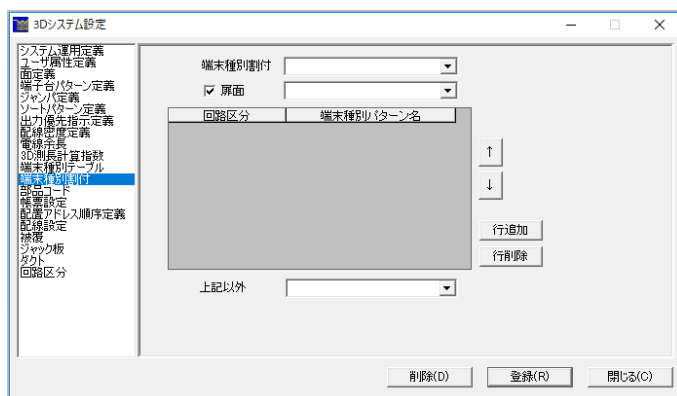 3Dシステム設定
システム運用定義
ユーザ属性定義
面定義
端子台パターン定義
ジャンパ定義
ソートパターン定義
出力優先指示定義
配線密度定義
電線余長
3D測長計算指数
端末種別テーブル
端末種別割付
部品コード
帳票設定
配置アドレス順序定義
配線設定
被覆
ジャック板
ダクト
回路区分
端末種別割付
扉面
回路区分 端末種別パターン名
↑
↓
行追加
行削除
上記以外
削除(D) 登録(R) 閉じる(C)